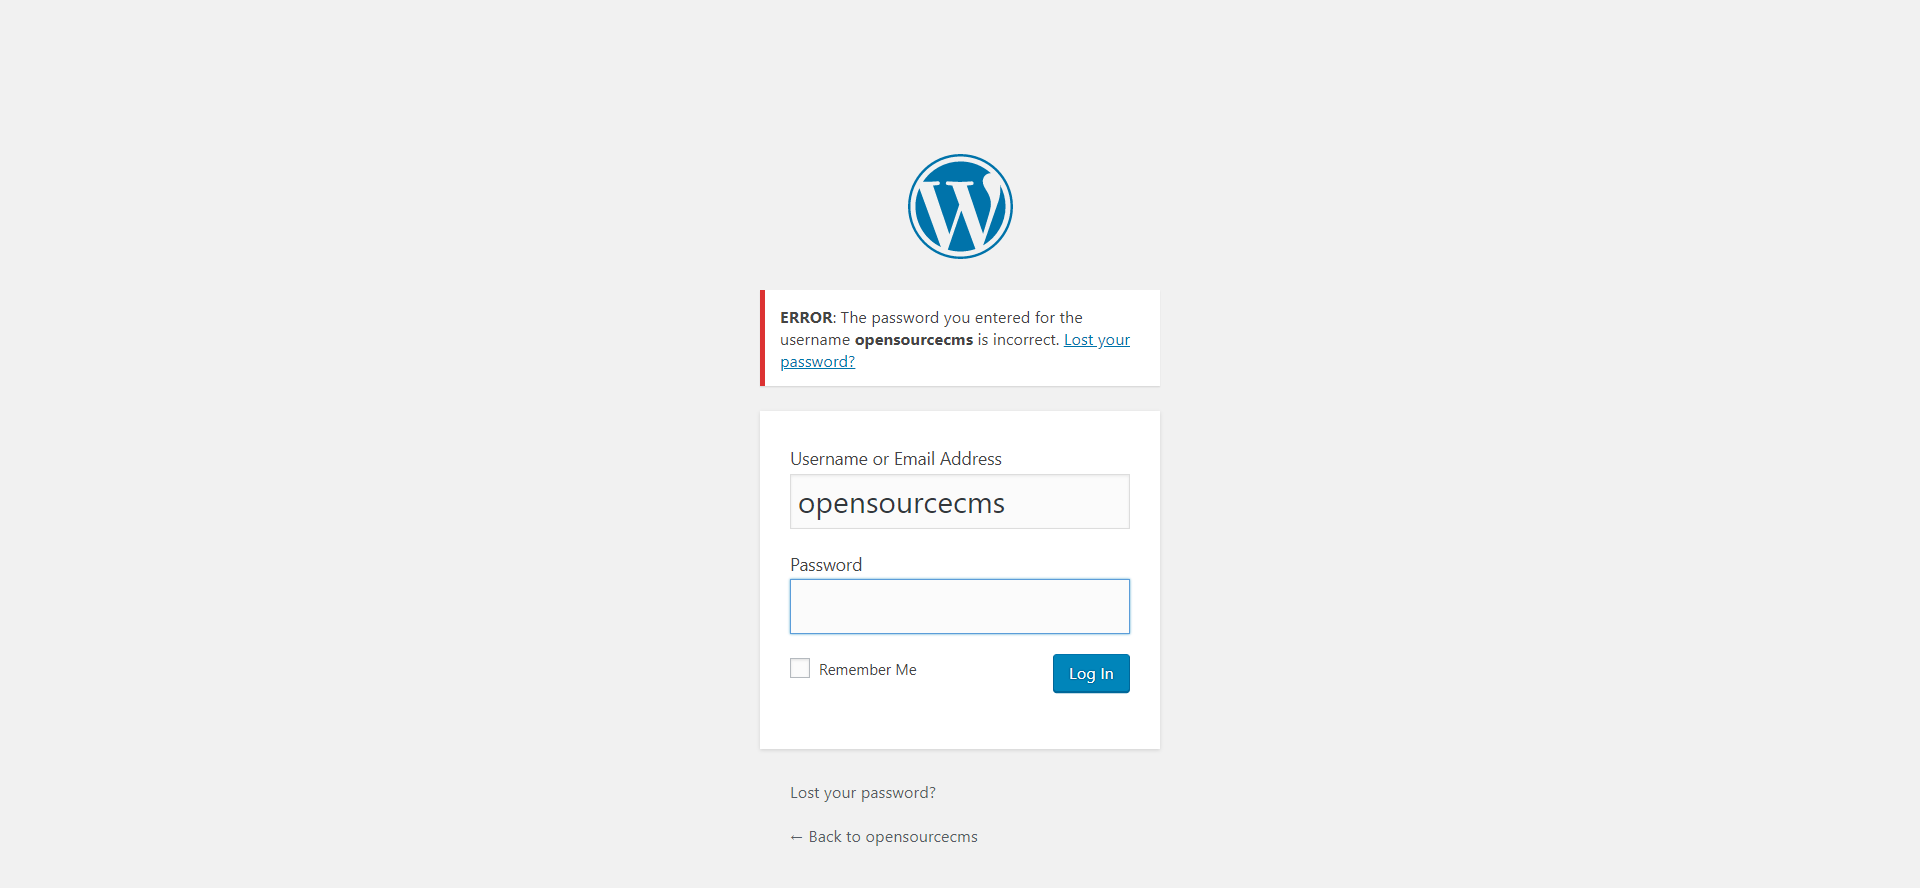 ERROR: The password you entered for the
username opensourcecms is incorrect. Lost your
password?
Username or Email Address
opensourcecms
Password
Remember Me
Log In
Lost your password?
← Back to opensourcecms